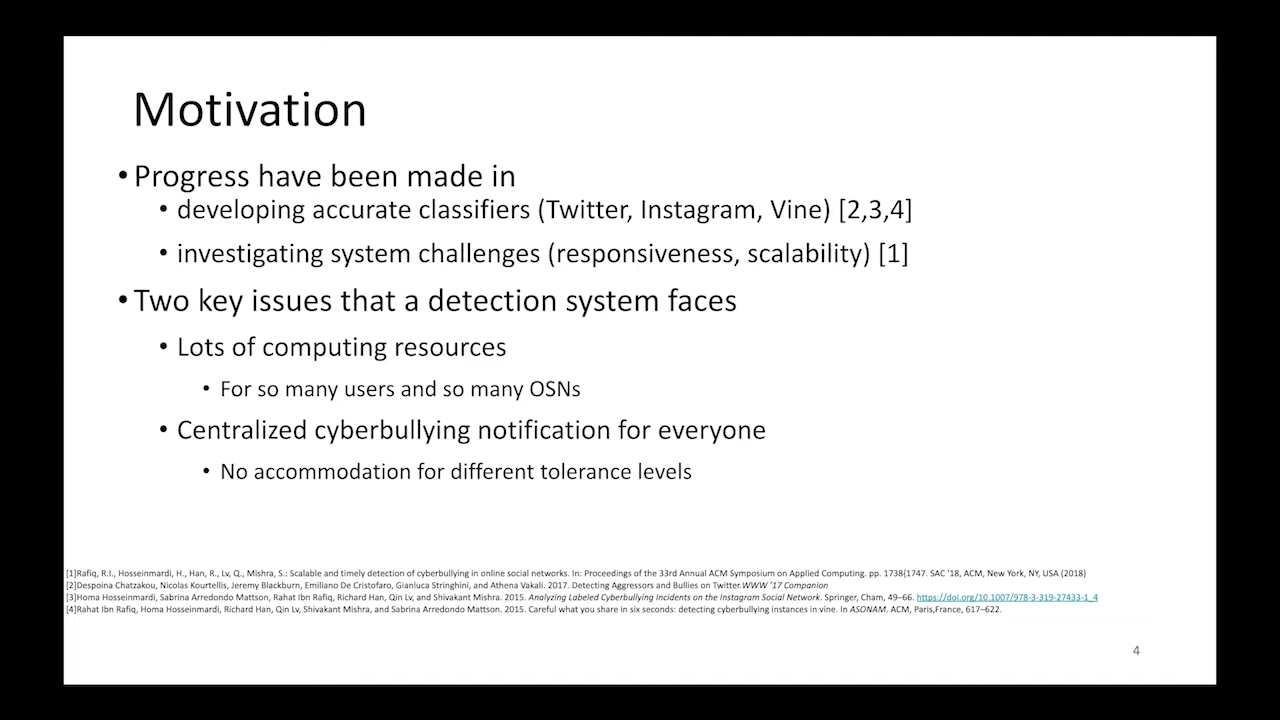 Motivation
• Progress have been made in
• developing accurate classifiers (Twitter, Instagram, Vine) [2,3,4]
• investigating system challenges (responsiveness, scalability) [1]
• Two key issues that a detection system faces
• Lots of computing resources
• For so many users and so many OSNs
• Centralized cyberbullying notification for everyone
• No accommodation for different tolerance levels
[1]Rafiq, R.I., Hosseinmardi, H., Han, R., Lv, Q., Mishra, S.: Scalable and timely detection of cyberbullying in online social networks. In: Proceedings of the 33rd Annual ACM Symposium on Applied Computing. pp. 1738{1747. SAC '18, ACM, New York, NY, USA (2018)
[2]Despoina Chatzakou, Nicolas Kourtellis, Jeremy Blackburn, Emiliano De Cristofaro, Gianluca Stringhini, and Athena Vakali. 2017. Detecting Aggressors and Bullies on Twitter.WWW '17 Companion
[3]Homa Hosseinmardi, Sabrina Arredondo Mattson, Rahat Ibn Rafiq, Richard Han, Qin Lv, and Shivakant Mishra. 2015. Analyzing Labeled Cyberbullying Incidents on the Instagram Social Network. Springer, Cham, 49–66. https://doi.org/10.1007/978-3-319-27433-1_4
[4]Rahat Ibn Rafiq, Homa Hosseinmardi, Richard Han, Qin Lv, Shivakant Mishra, and Sabrina Arredondo Mattson. 2015. Careful what you share in six seconds: detecting cyberbullying instances in vine. In ASONAM. ACM, Paris,France, 617–622.
4